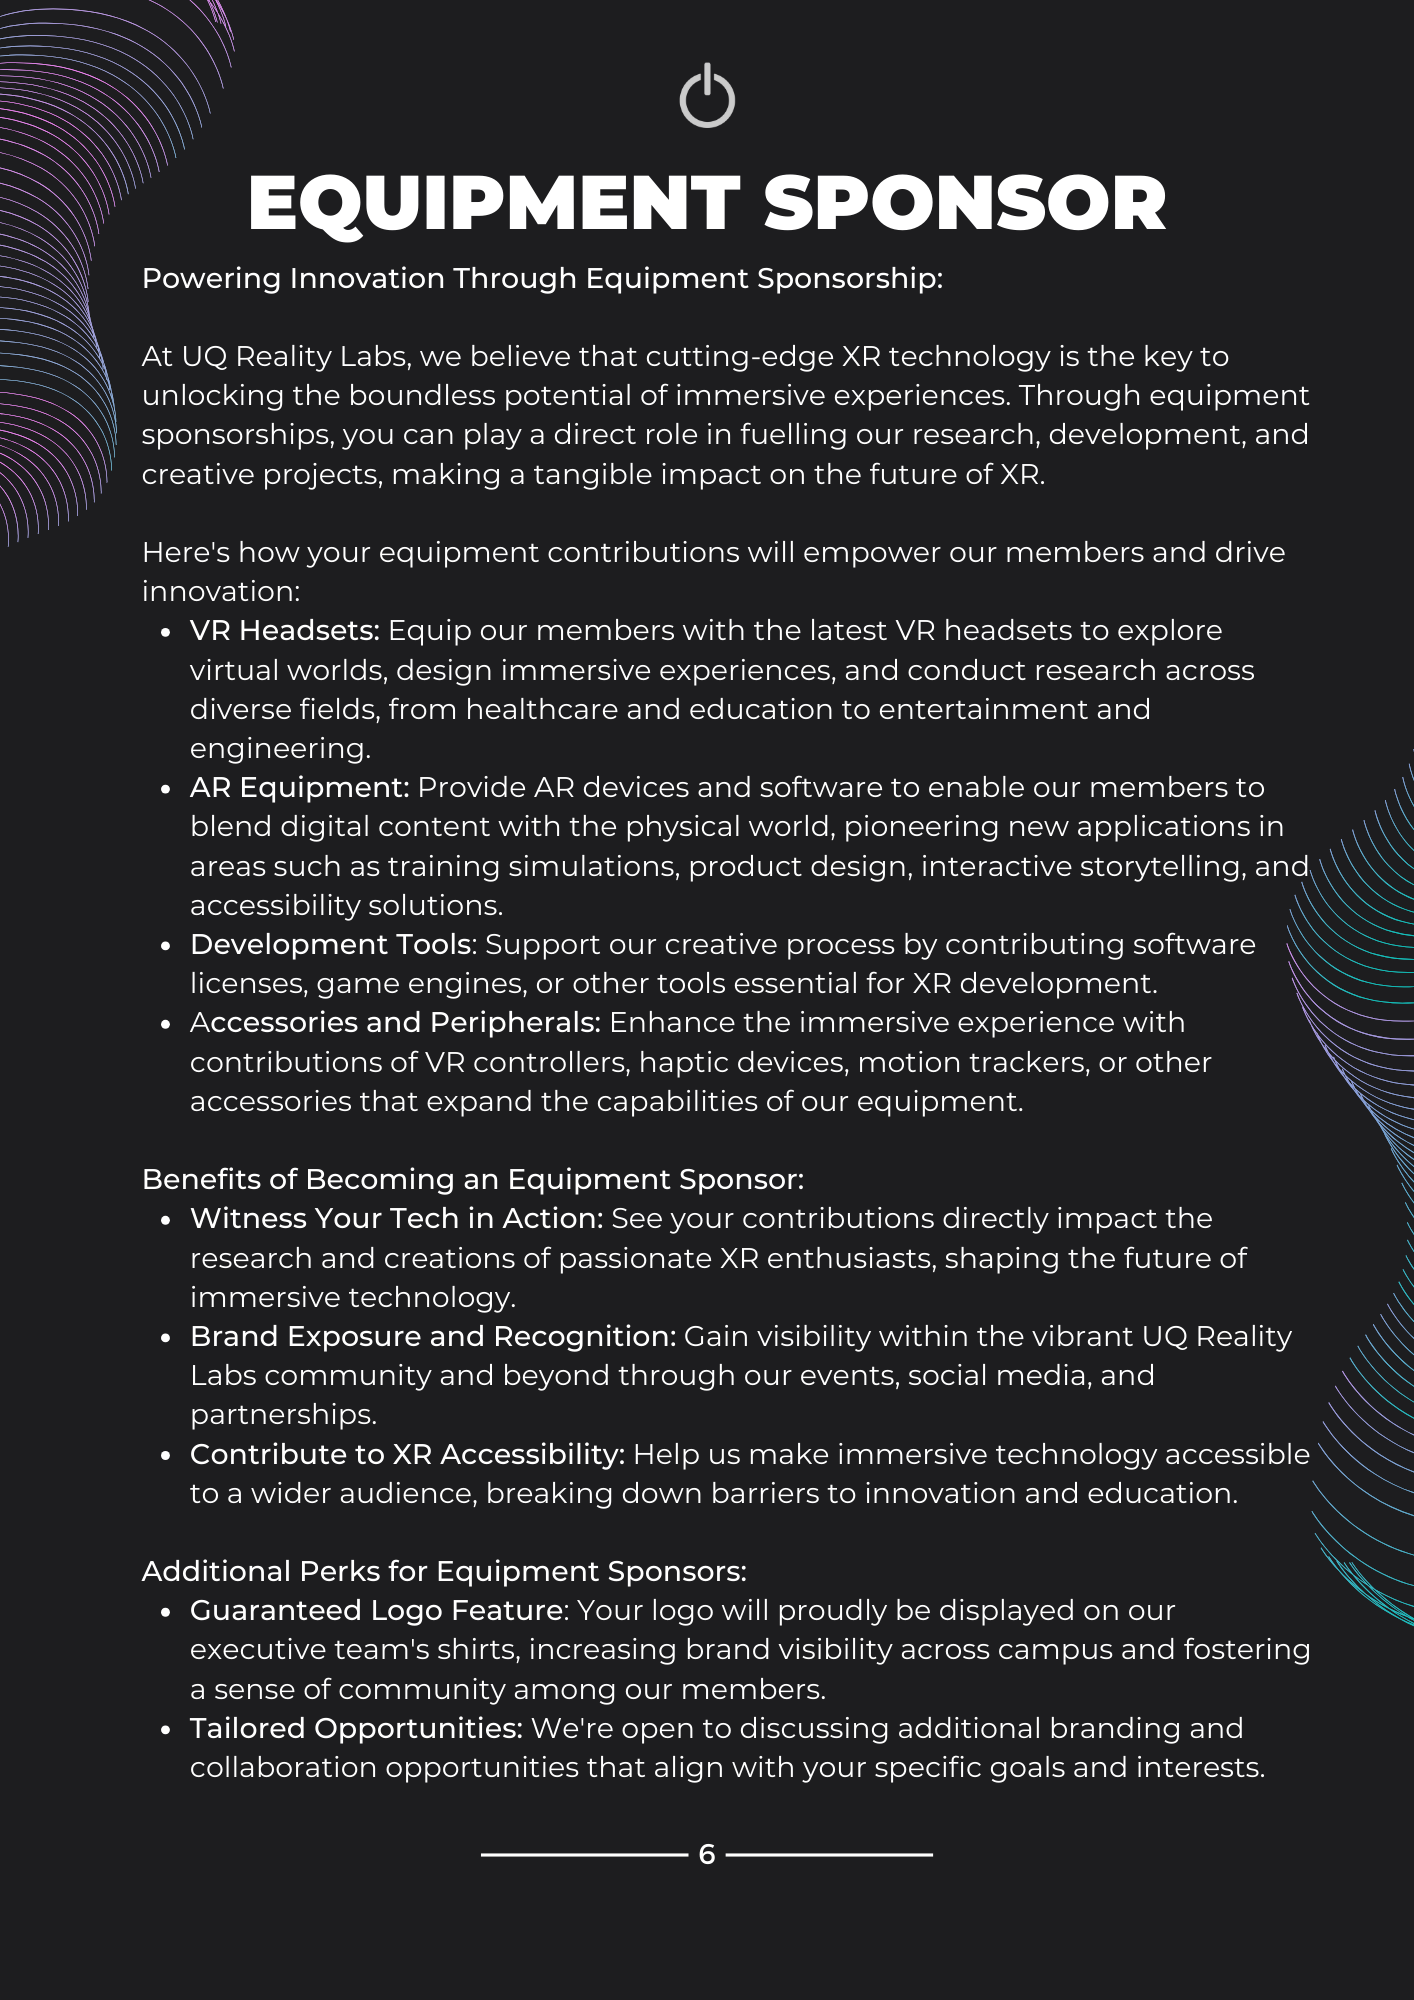 EQUIPMENT SPONSOR
Powering Innovation Through Equipment Sponsorship:
At UQ Reality Labs, we believe that cutting-edge XR technology is the key to
unlocking the boundless potential of immersive experiences. Through equipment
sponsorships, you can play a direct role in fuelling our research, development, and
creative projects, making a tangible impact on the future of XR.
Here's how your equipment contributions will empower our members and drive
innovation:
• VR Headsets: Equip our members with the latest VR headsets to explore
virtual worlds, design immersive experiences, and conduct research across
diverse fields, from healthcare and education to entertainment and
engineering.
• AR Equipment: Provide AR devices and software to enable our members to
blend digital content with the physical world, pioneering new applications in
areas such as training simulations, product design, interactive storytelling, and
accessibility solutions.
• Development Tools: Support our creative process by contributing software
licenses, game engines, or other tools essential for XR development.
• Accessories and Peripherals: Enhance the immersive experience with
contributions of VR controllers, haptic devices, motion trackers, or other
accessories that expand the capabilities of our equipment.
Benefits of Becoming an Equipment Sponsor:
• Witness Your Tech in Action: See your contributions directly impact the
research and creations of passionate XR enthusiasts, shaping the future of
immersive technology.
• Brand Exposure and Recognition: Gain visibility within the vibrant UQ Reality
Labs community and beyond through our events, social media, and
partnerships.
• Contribute to XR Accessibility: Help us make immersive technology accessible
to a wider audience, breaking down barriers to innovation and education.
Additional Perks for Equipment Sponsors:
• Guaranteed Logo Feature: Your logo will proudly be displayed on our
executive team's shirts, increasing brand visibility across campus and fostering
a sense of community among our members.
• Tailored Opportunities: We're open to discussing additional branding and
collaboration opportunities that align with your specific goals and interests.
6